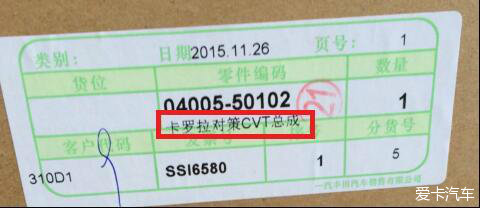 类别: 日期 2015.11.26 页号: 1
货位 零件编码 数量
04005-50102 21 1
卡罗拉对策CVT总成
客户代码 发票号 分货号
310D1 SSI6580 1 5
一汽丰田汽车销售有限公司
爱卡汽车